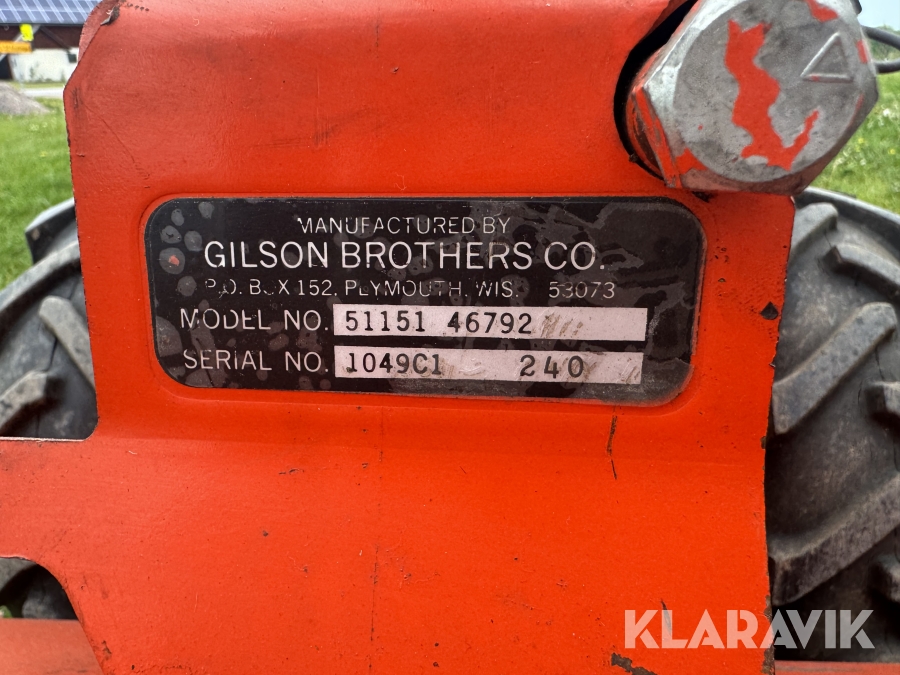 MANUFACTURED BY
GILSON BROTHERS CO.
P.O. BOX 152, PLYMOUTH, WIS. 53073
MODEL NO. 51151 46792
SERIAL NO. 1049C1 240
KLARAVIK